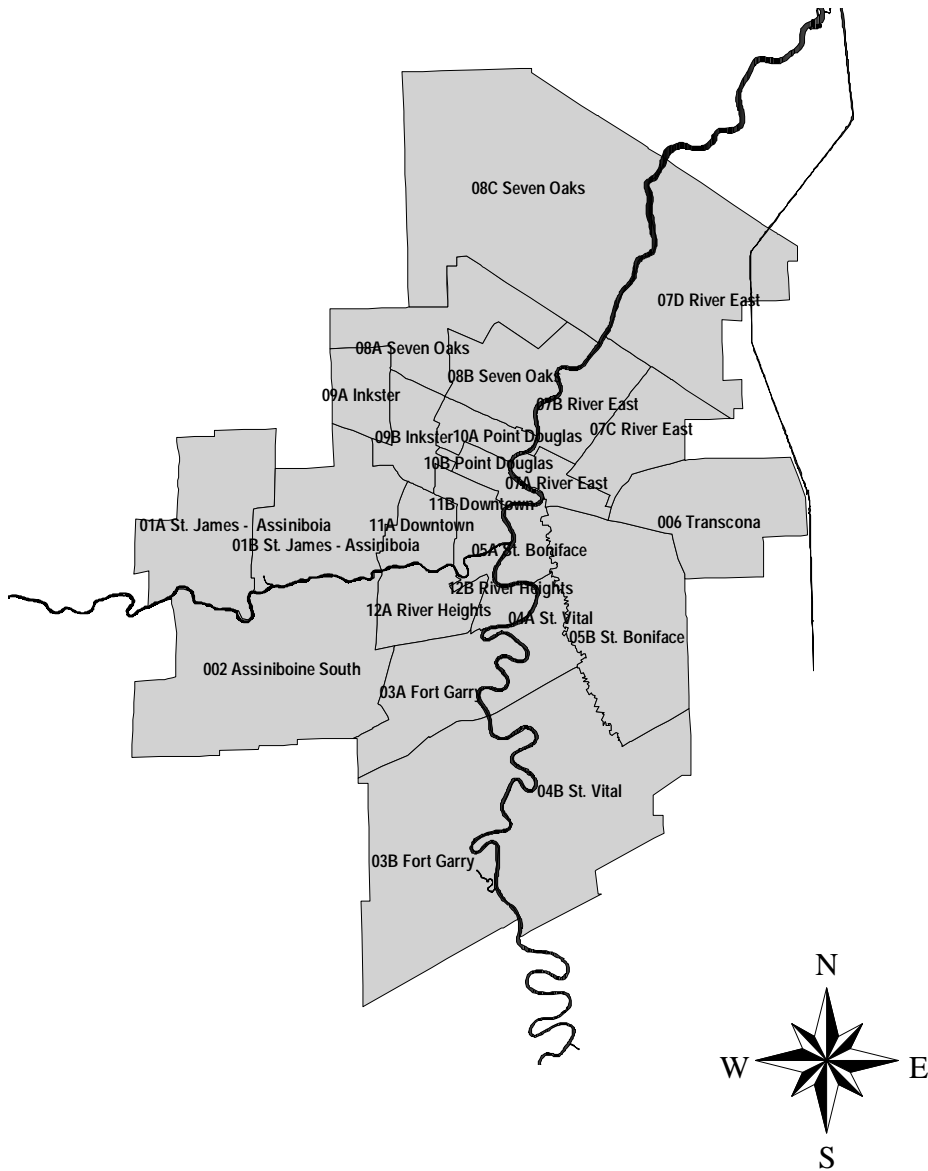 08C Seven Oaks
07D River East
08A Seven Oaks
08B Seven Oaks
09A Inkster
07B River East
07C River East
09B Inkster
10A Point Douglas
10B Point Douglas
07A River East
11B Downtown
006 Transcona
01A St. James - Assiniboia
11A Downtown
01B St. James - Assiniboia
05A St. Boniface
12B River Heights
12A River Heights
04A St. Vital
05B St. Boniface
002 Assiniboine South
03A Fort Garry
04B St. Vital
03B Fort Garry
N
W
E
S